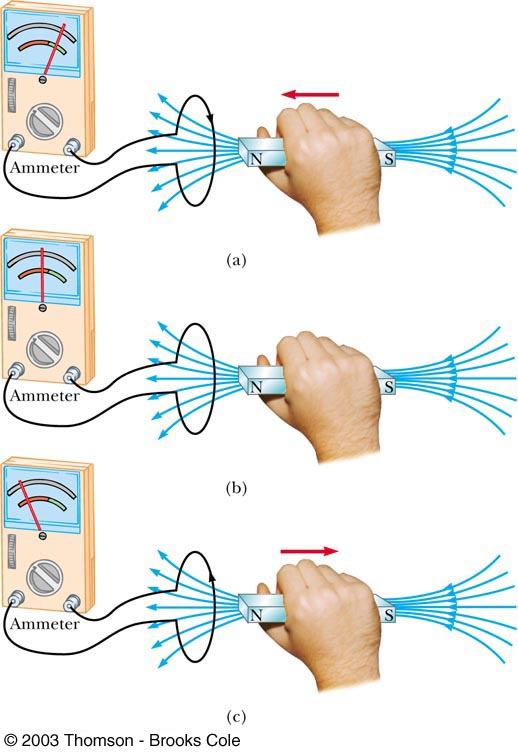 N
S
Ammeter
(a)
N
S
Ammeter
(b)
N
S
Ammeter
(c)
© 2003 Thomson - Brooks Cole